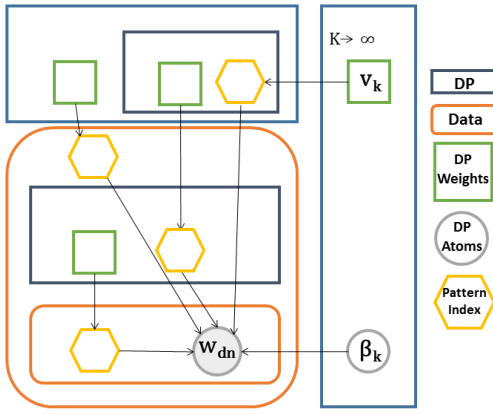 K→ ∞
v_k
w_dn
β_k
DP
Data
DP
Weights
DP
Atoms
Pattern
Index